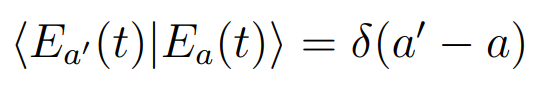 ⟨E_{a′}(t)|E_a(t)⟩ = δ(a′ − a)